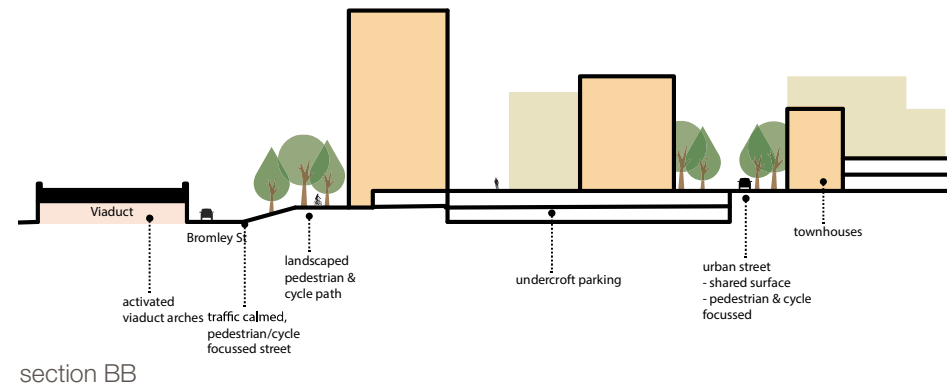 Viaduct
Bromley St
activated
viaduct arches
traffic calmed,
pedestrian/cycle
focussed street
landscaped
pedestrian &
cycle path
undercroft parking
urban street
- shared surface
- pedestrian & cycle
focussed
townhouses
section BB